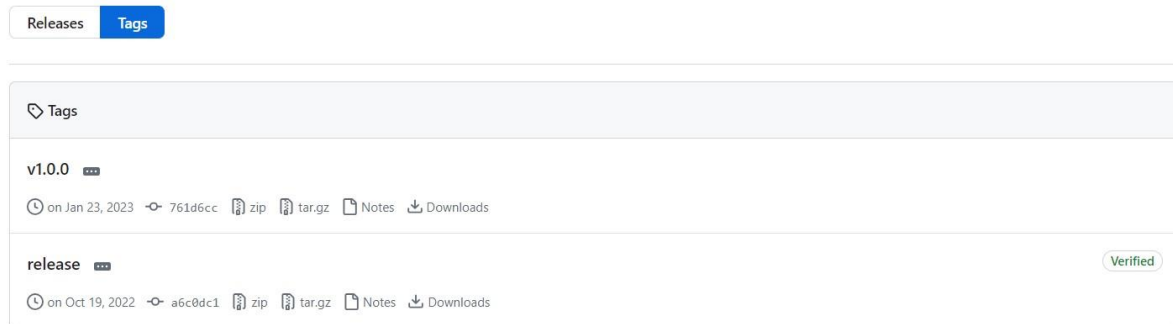 Releases Tags
Tags
v1.0.0
on Jan 23, 2023 761d6cc zip tar.gz Notes Downloads
release Verified
on Oct 19, 2022 a6c0dc1 zip tar.gz Notes Downloads